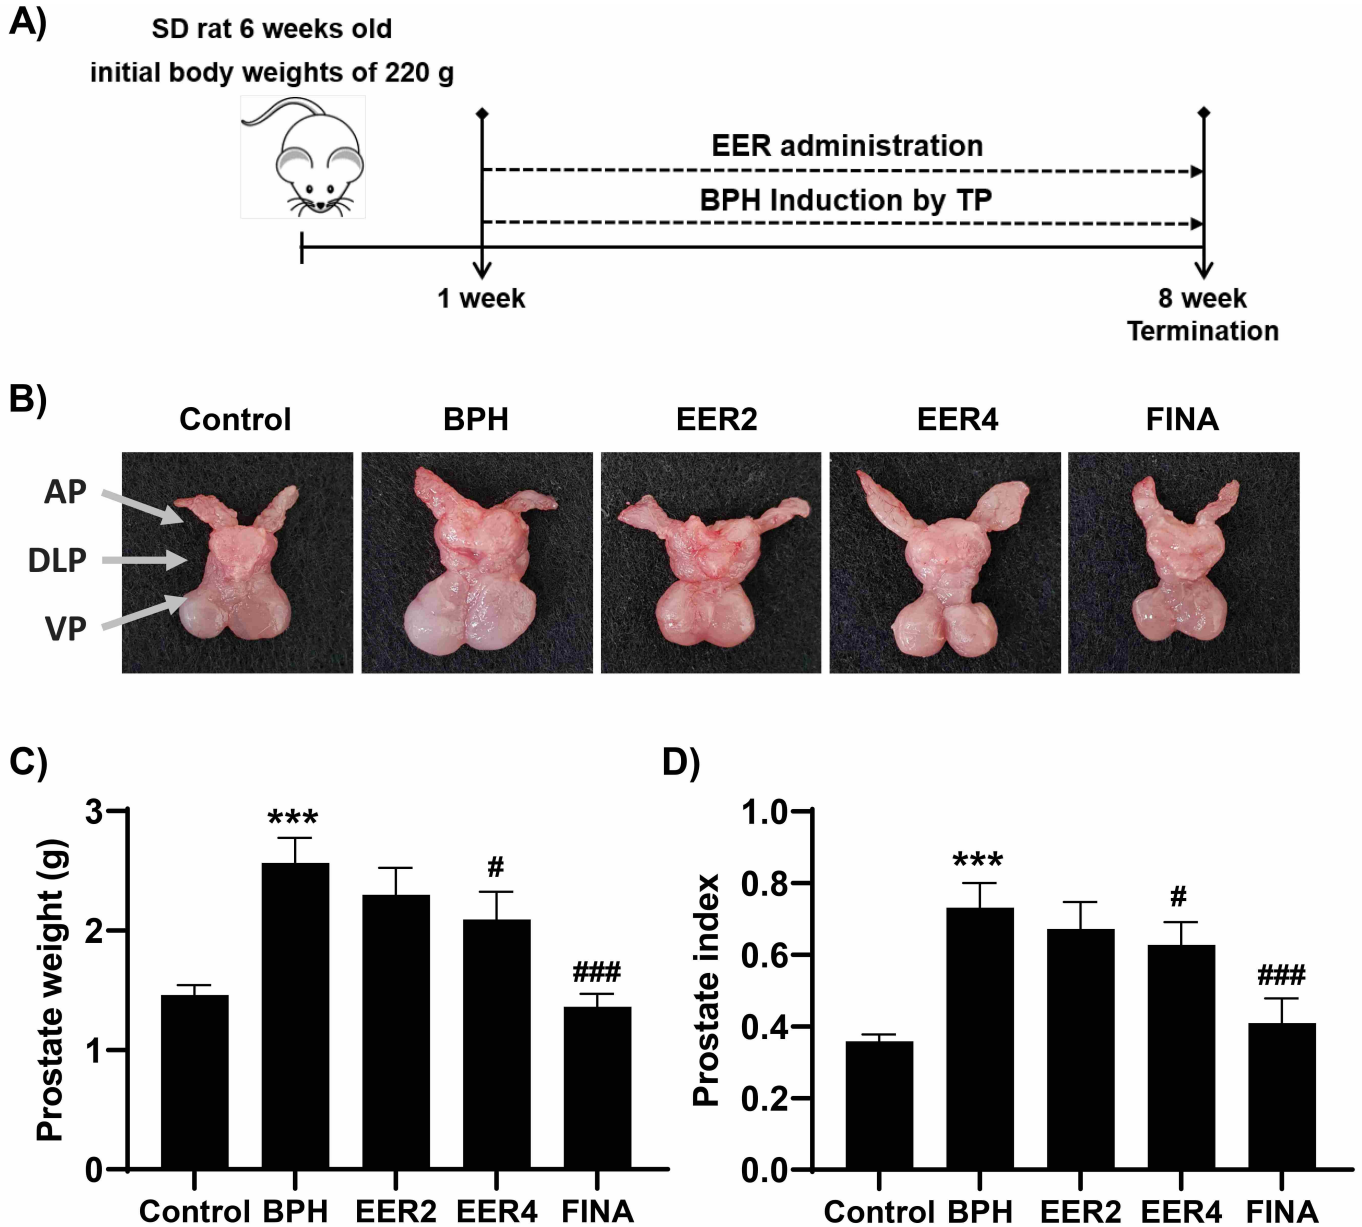 A)
SD rat 6 weeks old
initial body weights of 220 g
EER administration
BPH Induction by TP
1 week
8 week
Termination
B)
Control
BPH
EER2
EER4
FINA
AP
DLP
VP
C)
Prostate weight (g)
3
2
1
0
***
#
###
Control
BPH
EER2
EER4
FINA
D)
Prostate index
1.0
0.8
0.6
0.4
0.2
0.0
***
#
###
Control
BPH
EER2
EER4
FINA